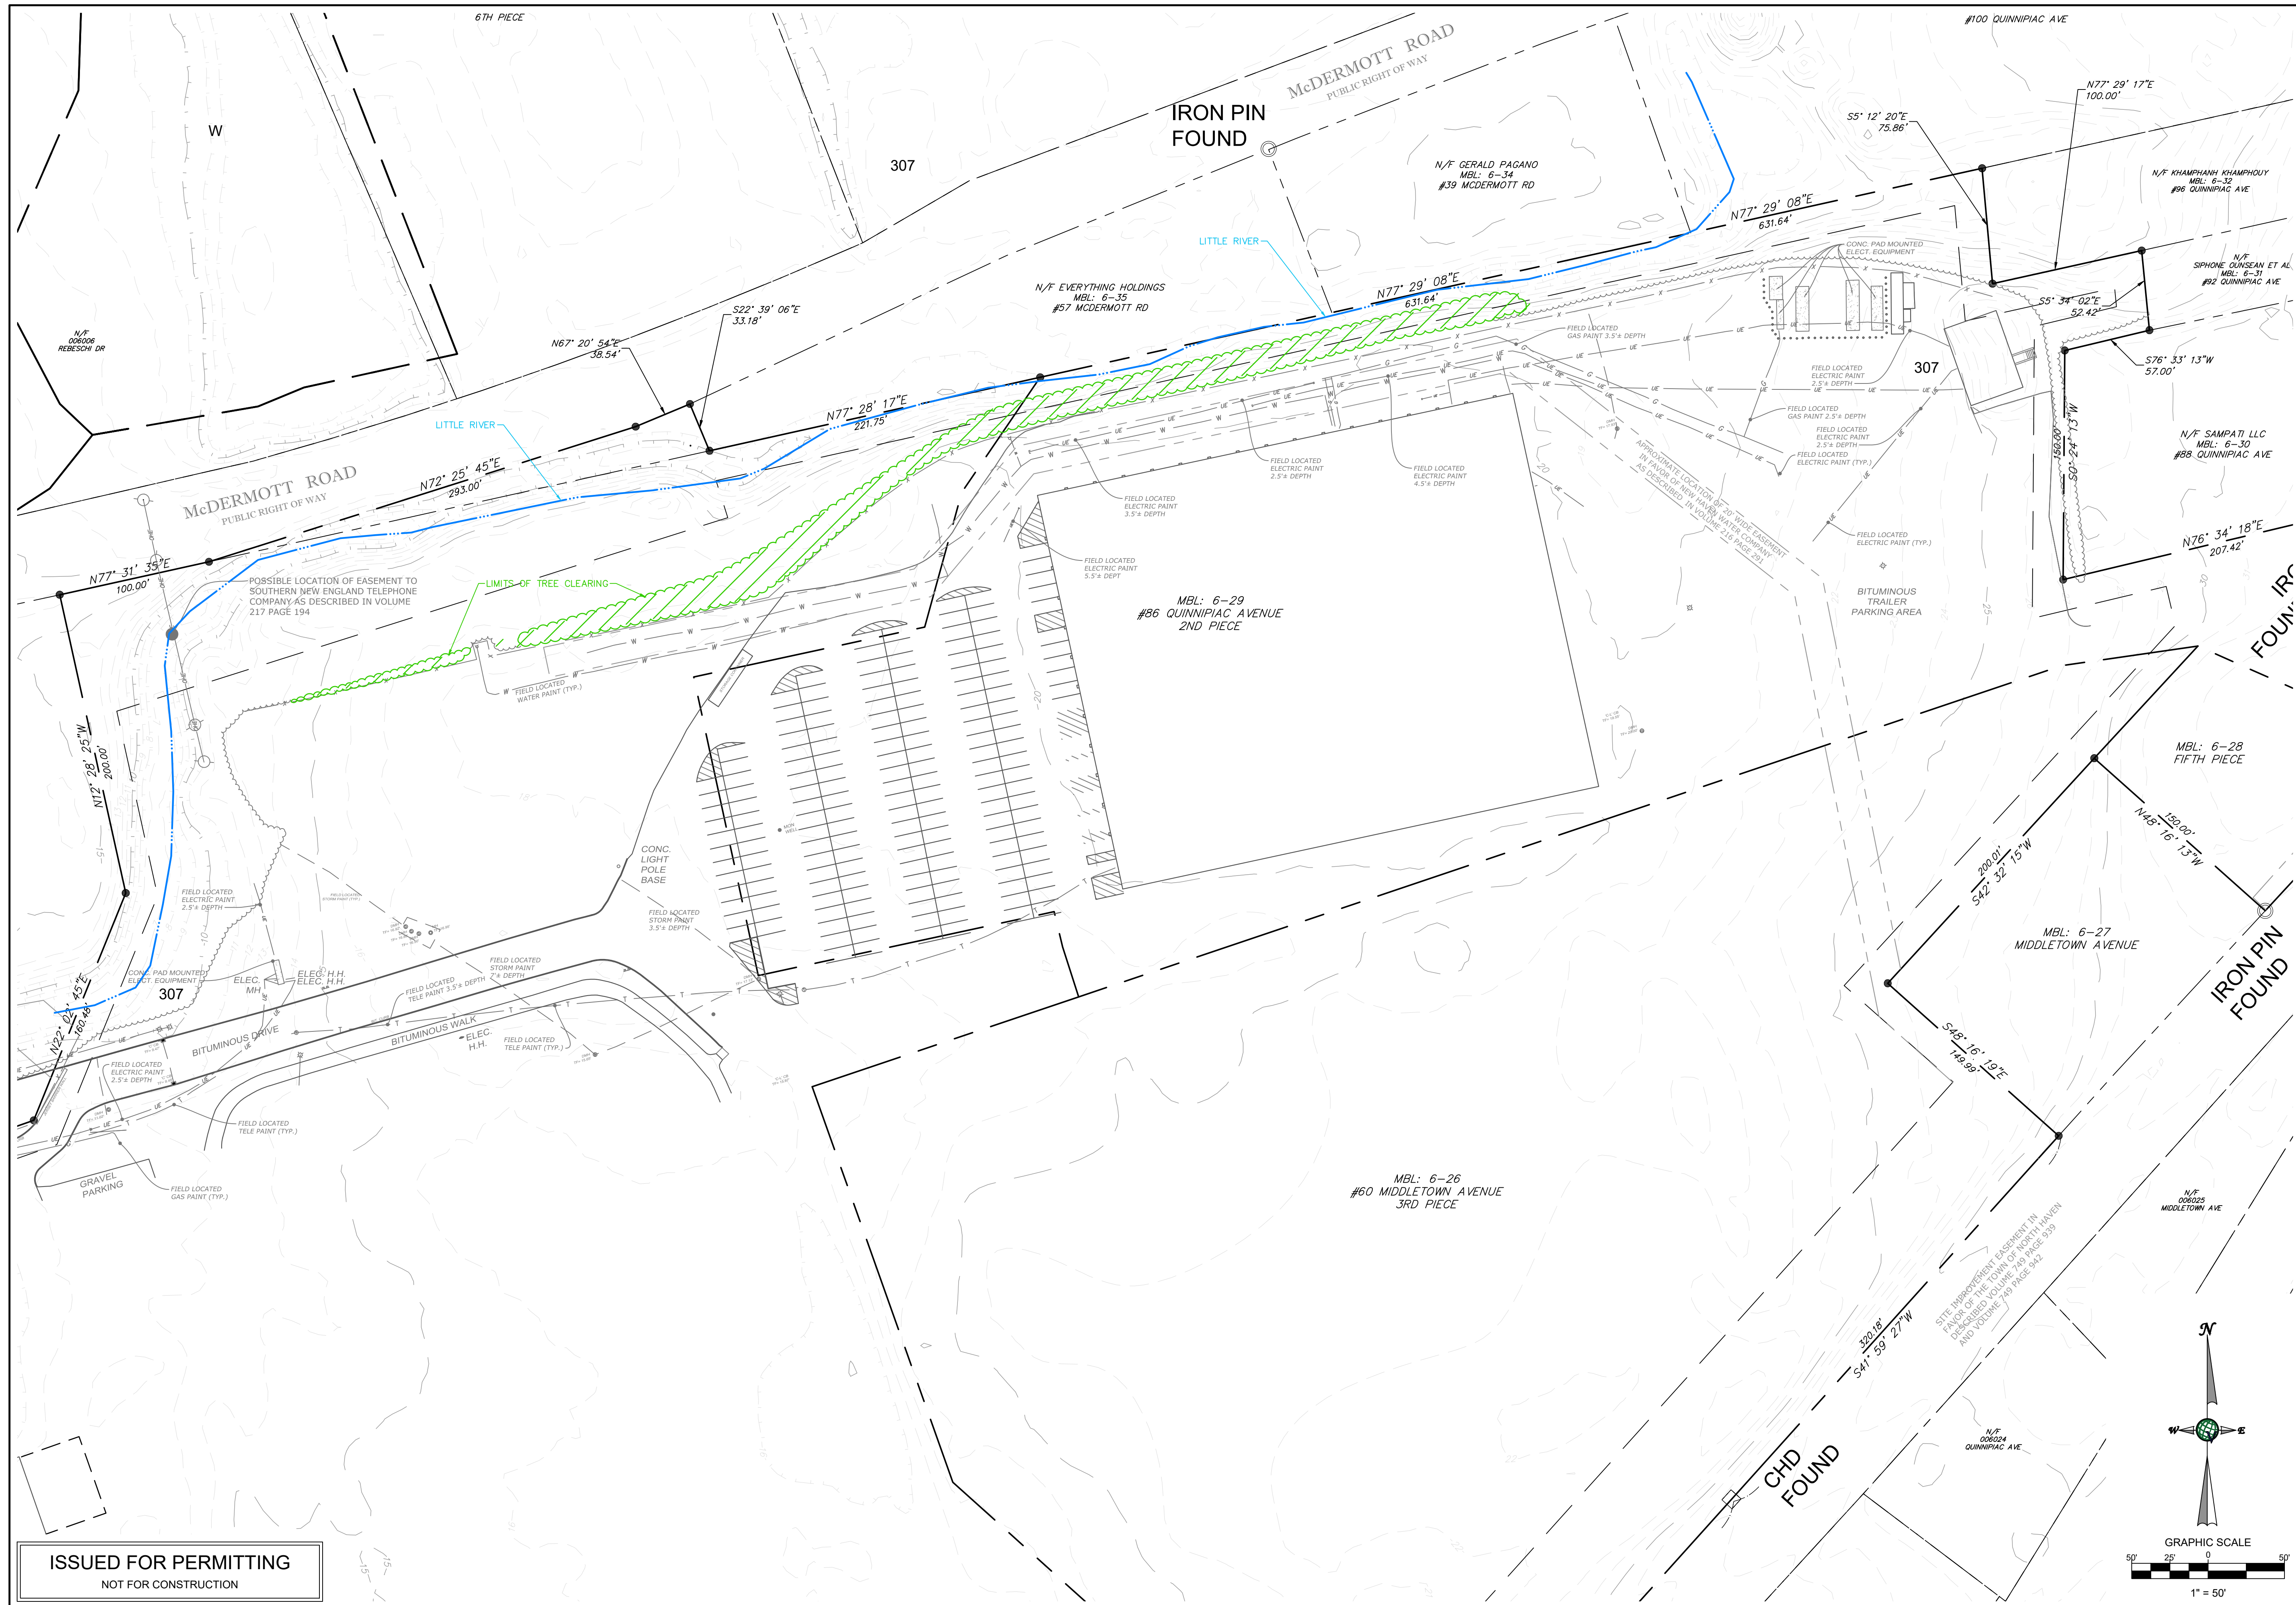 6TH PIECE
#100 QUINNIPIAC AVE
McDERMOTT ROAD
PUBLIC RIGHT OF WAY
IRON PIN
FOUND
W
307
N77° 29' 17"E
100.00'
S5° 12' 20"E
75.86'
N/F GERALD PAGANO
MBL: 6-34
#39 MCDERMOTT RD
N/F KHAMPHANH KHAMPHOUY
MBL: 6-32
#96 QUINNIPIAC AVE
N77° 29' 08"E
631.64'
LITTLE RIVER
CONC. PAD MOUNTED
ELECT. EQUIPMENT
N/F
SIPHONE OUNSEAN ET AL
MBL: 6-31
#92 QUINNIPIAC AVE
N/F EVERYTHING HOLDINGS
MBL: 6-35
#57 MCDERMOTT RD
N77° 29' 08"E
631.64'
S5° 34' 02"E
52.42'
S22° 39' 06"E
33.18'
N67° 20' 54"E
38.54'
N/F
006006
REBESCHI DR
FIELD LOCATED
GAS PAINT 3.5'± DEPTH
307
S76° 33' 13"W
57.00'
FIELD LOCATED
ELECTRIC PAINT
2.5'± DEPTH
N77° 28' 17"E
221.75'
LITTLE RIVER
FIELD LOCATED
GAS PAINT 2.5'± DEPTH
FIELD LOCATED
ELECTRIC PAINT
2.5'± DEPTH
FIELD LOCATED
ELECTRIC PAINT (TYP.)
S0° 24' 13"W
150.00'
N/F SAMPATI LLC
MBL: 6-30
#88 QUINNIPIAC AVE
FIELD LOCATED
ELECTRIC PAINT
2.5'± DEPTH
FIELD LOCATED
ELECTRIC PAINT
4.5'± DEPTH
20
APPROXIMATE LOCATION OF 20' WIDE EASEMENT
IN FAVOR OF NEW HAVEN WATER COMPANY
AS DESCRIBED IN VOLUME 216 PAGE 2911
McDERMOTT ROAD
PUBLIC RIGHT OF WAY
N72° 25' 45"E
293.00'
FIELD LOCATED
ELECTRIC PAINT
3.5'± DEPTH
FIELD LOCATED
ELECTRIC PAINT (TYP.)
N76° 34' 18"E
207.42'
FIELD LOCATED
ELECTRIC PAINT
5.5'± DEPT
N77° 31' 35"E
100.00'
POSSIBLE LOCATION OF EASEMENT TO
SOUTHERN NEW ENGLAND TELEPHONE
COMPANY AS DESCRIBED IN VOLUME
217 PAGE 194
LIMITS OF TREE CLEARING
MBL: 6-29
#86 QUINNIPIAC AVENUE
2ND PIECE
BITUMINOUS
TRAILER
PARKING AREA
25
30
IRO
FOUN
FIELD LOCATED
WATER PAINT (TYP.)
20
N12° 28' 25"W
200.00'
MBL: 6-28
FIFTH PIECE
15
MON.
WELL
CONC.
LIGHT
POLE
BASE
150.00'
N48° 16' 13"W
200.01'
S42° 32' 15"W
FIELD LOCATED
ELECTRIC PAINT
2.5'± DEPTH
FIELD LOCATED
STORM PAINT (TYP.)
10
FIELD LOCATED
STORM PAINT
3.5'± DEPTH
MBL: 6-27
MIDDLETOWN AVENUE
IRON PIN
FOUND
FIELD LOCATED
STORM PAINT
7'± DEPTH
CONC. PAD MOUNTED
ELECT. EQUIPMENT
307
ELEC.
MH
ELEC. H.H.
ELEC. H.H.
FIELD LOCATED
TELE PAINT 3.5'± DEPTH
N22° 02' 45"E
160.48'
BITUMINOUS DRIVE
BITUMINOUS WALK
ELEC.
H.H.
FIELD LOCATED
TELE PAINT (TYP.)
S48° 16' 19"E
149.99'
FIELD LOCATED
ELECTRIC PAINT
2.5'± DEPTH
FIELD LOCATED
TELE PAINT (TYP.)
GRAVEL
PARKING
FIELD LOCATED
GAS PAINT (TYP.)
MBL: 6-26
#60 MIDDLETOWN AVENUE
3RD PIECE
N/F
006025
MIDDLETOWN AVE
SITE IMPROVEMENT EASEMENT IN
FAVOR OF THE TOWN OF NORTH HAVEN
DESCRIBED VOLUME 749 PAGE 939
AND VOLUME 749 PAGE 942
320.18'
S41° 59' 27"W
N
W
E
N/F
006024
QUINNIPIAC AVE
CHD
FOUND
15
15
ISSUED FOR PERMITTING
NOT FOR CONSTRUCTION
GRAPHIC SCALE
50' 25' 0 50'
1" = 50'